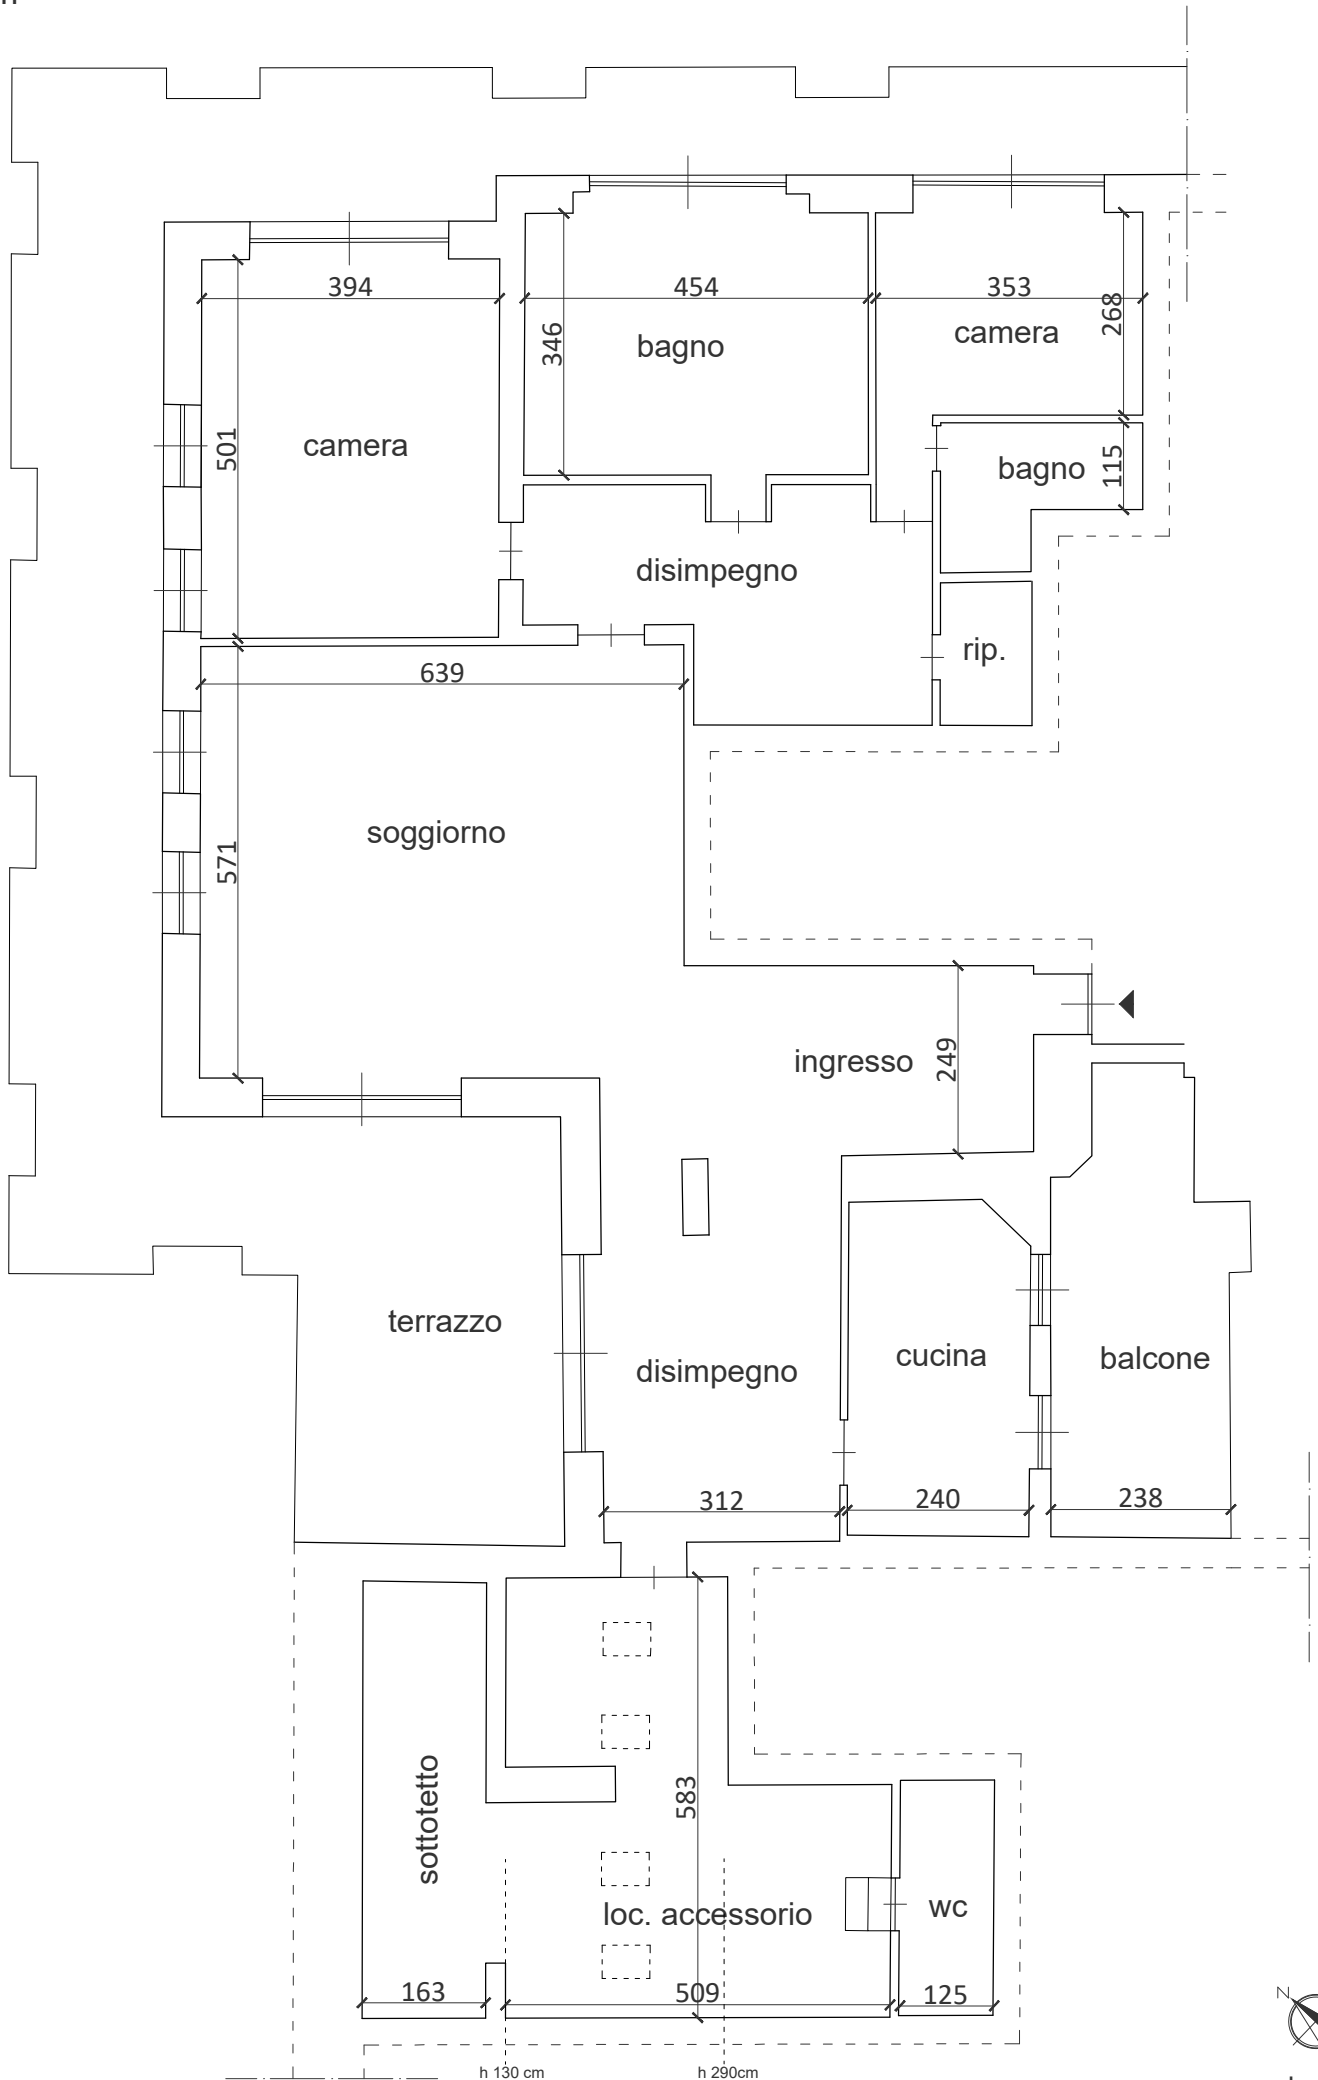 394
454
353
268
346
bagno
camera
camera
501
bagno
115
disimpegno
rip.
639
soggiorno
571
ingresso
249
terrazzo
disimpegno
cucina
balcone
312
240
238
sottotetto
583
loc. accessorio
wc
163
509
125
N
h 130 cm
h 290cm